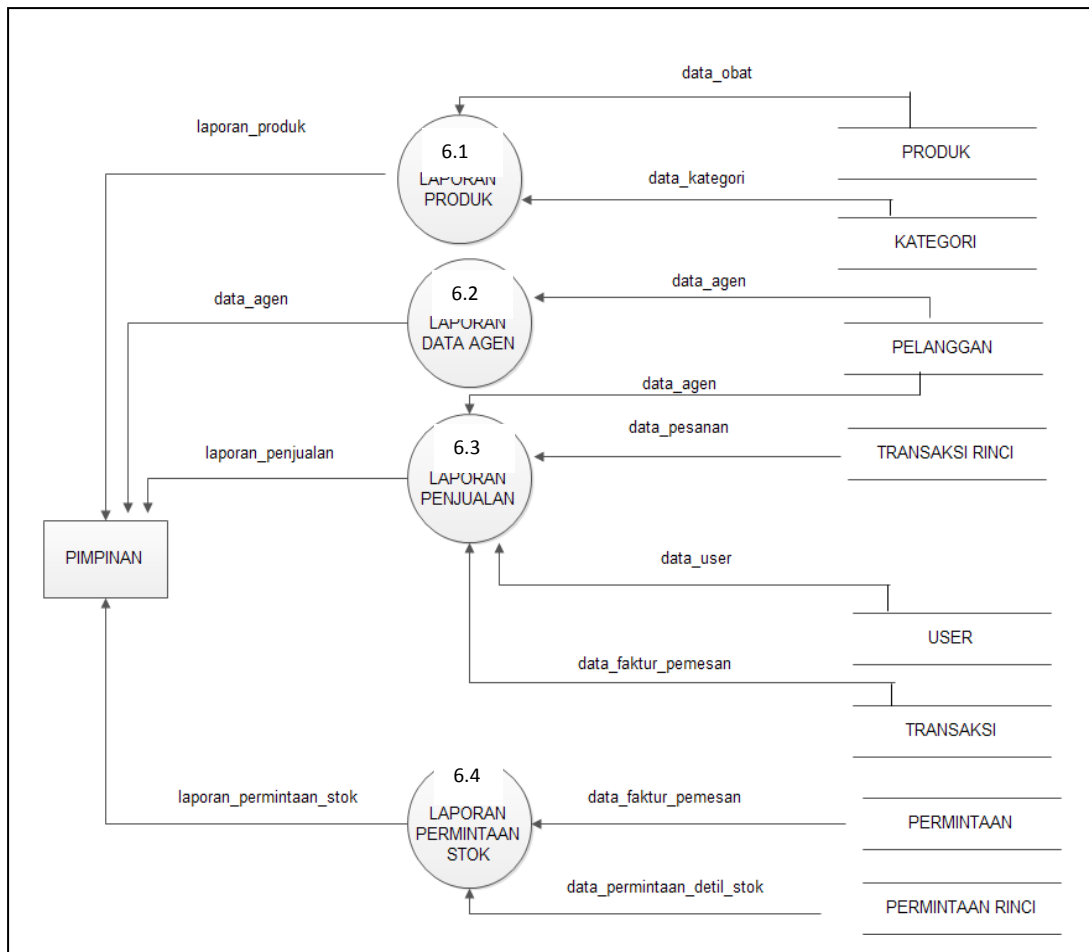 data_obat
laporan_produk
6.1
LAPORAN
PRODUK
PRODUK
data_kategori
KATEGORI
data_agen
6.2
LAPORAN
DATA AGEN
data_agen
PELANGGAN
data_agen
data_pesanan
laporan_penjualan
6.3
LAPORAN
PENJUALAN
TRANSAKSI RINCI
PIMPINAN
data_user
USER
data_faktur_pemesan
TRANSAKSI
laporan_permintaan_stok
6.4
LAPORAN
PERMINTAAN
STOK
data_faktur_pemesan
PERMINTAAN
data_permintaan_detil_stok
PERMINTAAN RINCI